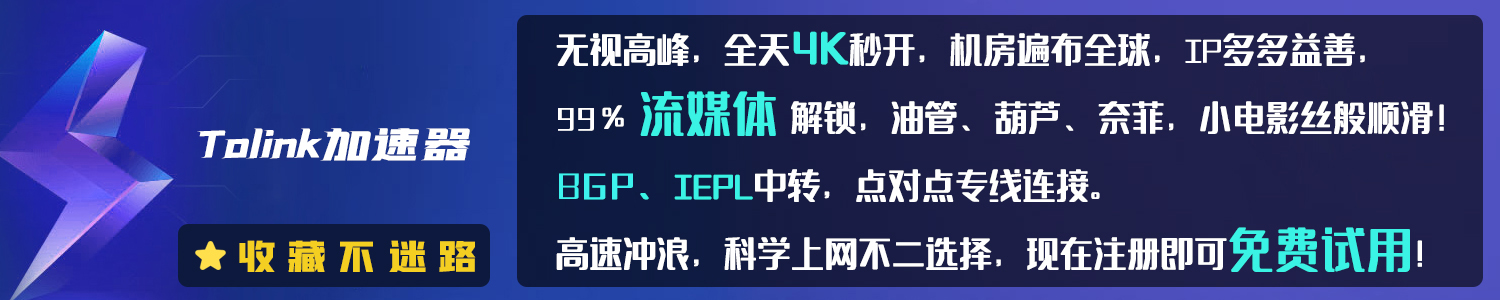 Tolink加速器
收藏不迷路
无视高峰，全天4K秒开，机房遍布全球，IP多多益善，
99% 流媒体 解锁，油管、葫芦、奈菲，小电影丝般顺滑！
BGP、IEPL中转，点对点专线连接。
高速冲浪，科学上网不二选择，现在注册即可免费试用！